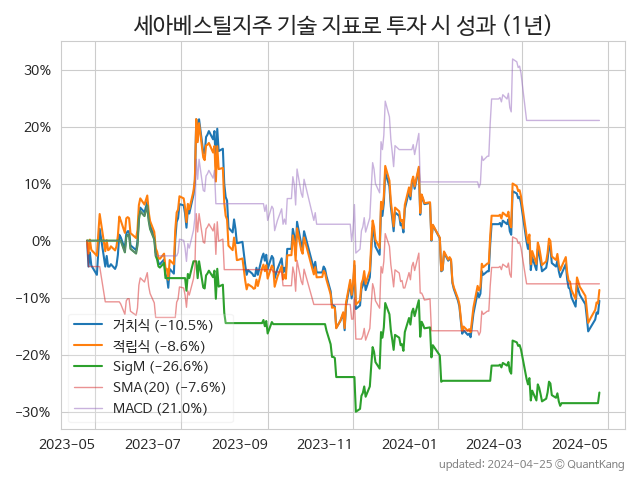 세아베스틸지주 기술 지표로 투자 시 성과 (1년)
30%
20%
10%
0%
−10%
−20%
−30%
거치식 (−10.5%)
적립식 (−8.6%)
SigM (−26.6%)
SMA(20) (−7.6%)
MACD (21.0%)
2023-05 2023-07 2023-09 2023-11 2024-01 2024-03 2024-05
updated: 2024-04-25 © QuantKang